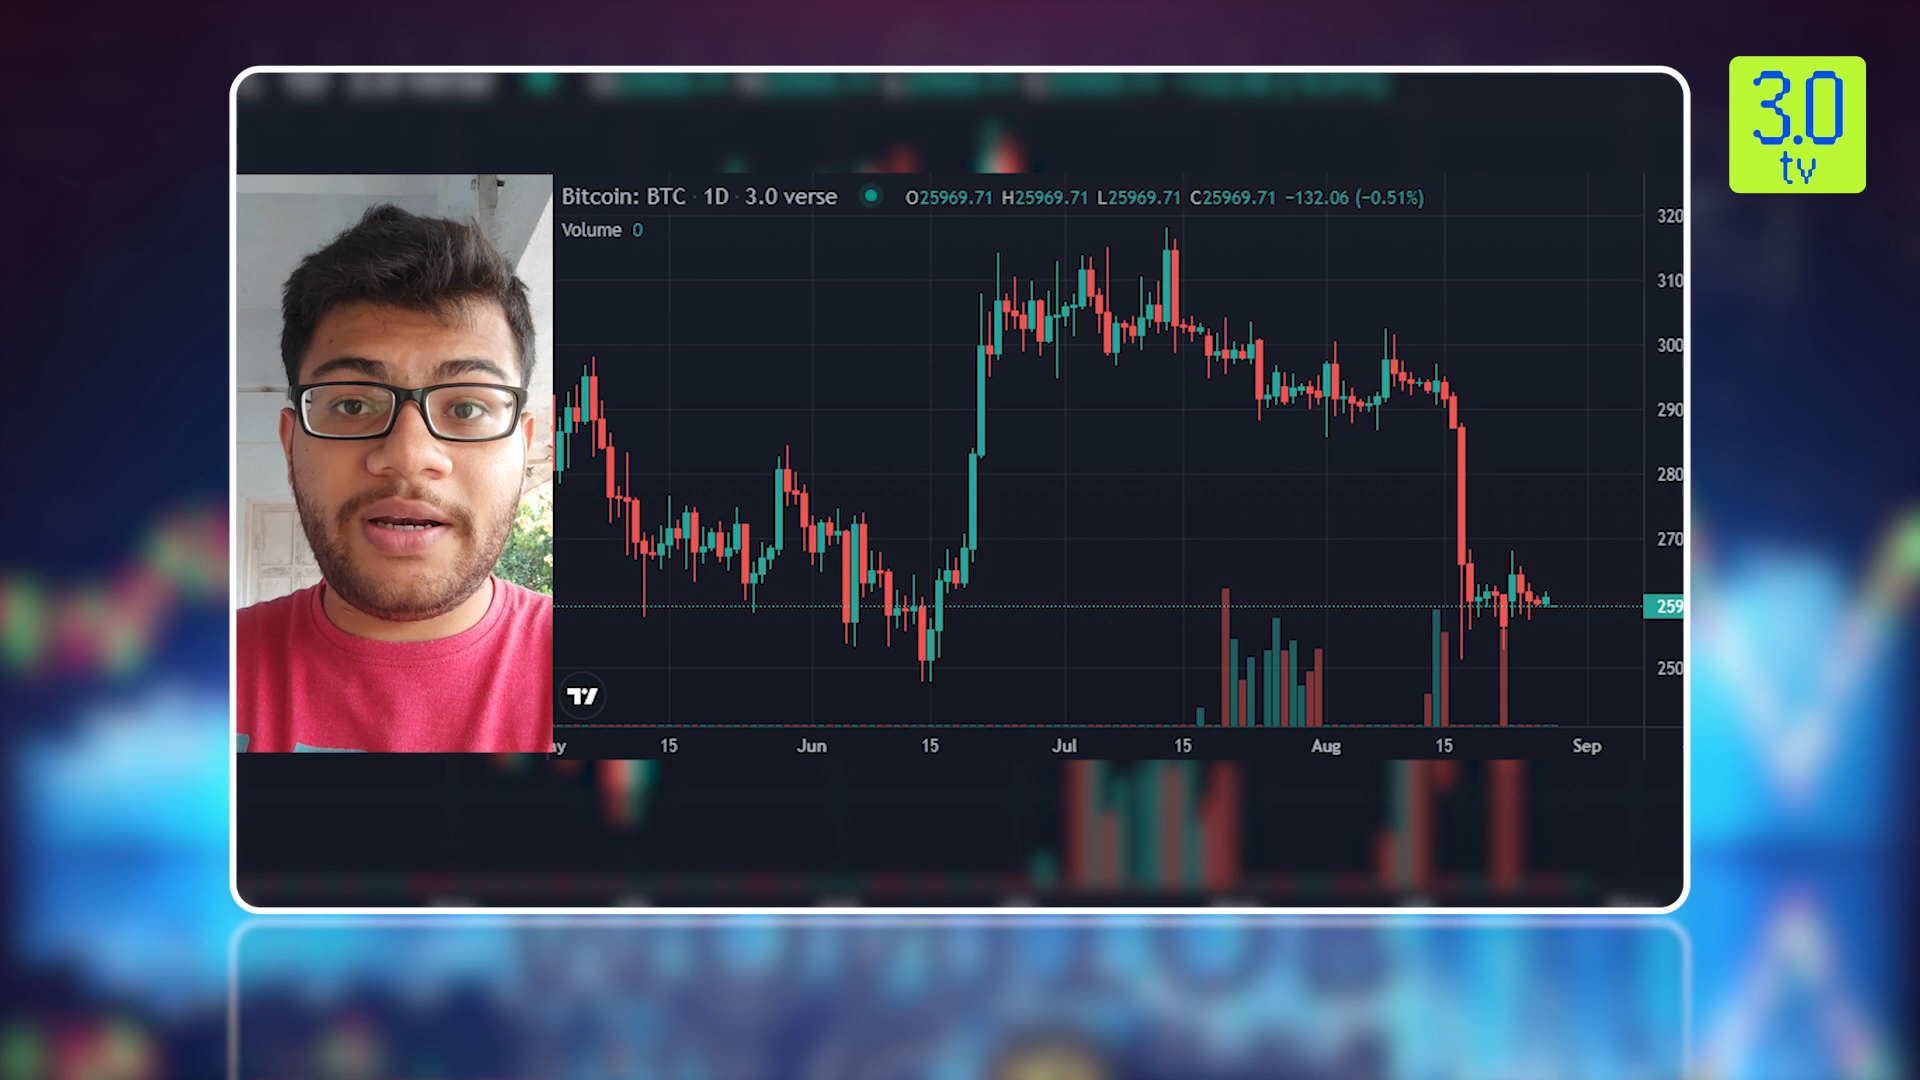 3.0
tv
Bitcoin: BTC · 1D · 3.0 verse O25969.71 H25969.71 L25969.71 C25969.71 −132.06 (−0.51%)
Volume 0
320
310
300
290
280
270
259
250
ay 15 Jun 15 Jul 15 Aug 15 Sep